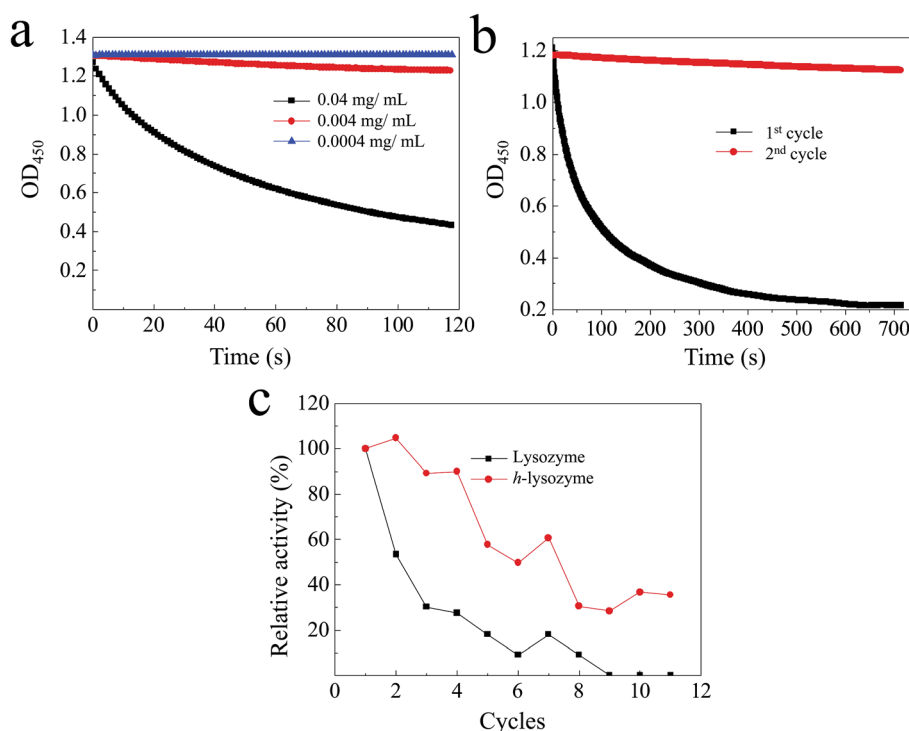 a
1.4
1.2
1.0
0.8
0.6
0.4
0.2
OD450
0.04 mg/ mL
0.004 mg/ mL
0.0004 mg/ mL
0 20 40 60 80 100 120
Time (s)
b
1.2
1.0
0.8
0.6
0.4
0.2
OD450
1st cycle
2nd cycle
0 100 200 300 400 500 600 700
Time (s)
c
120
100
80
60
40
20
Relative activity (%)
Lysozyme
h-lysozyme
0 2 4 6 8 10 12
Cycles